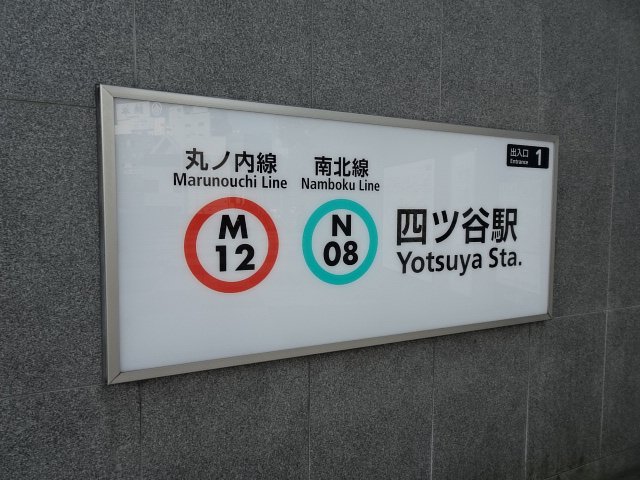 丸ノ内線
Marunouchi Line
M
12
南北線
Namboku Line
N
08
四ツ谷駅
Yotsuya Sta.
出入口
Entrance
1